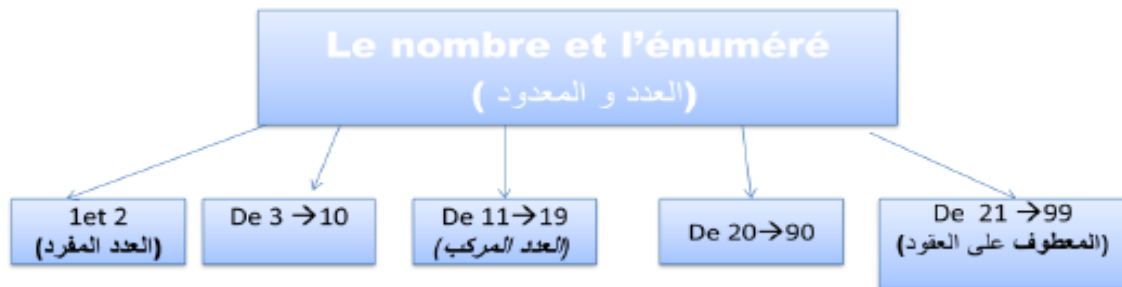 Le nombre et l'énuméré
(العدد و المعدود )
1et 2
(العدد المفرد)
De 3 →10
De 11→19
(العدد المركب)
De 20→90
De 21 →99
(المعطوف على العقود)